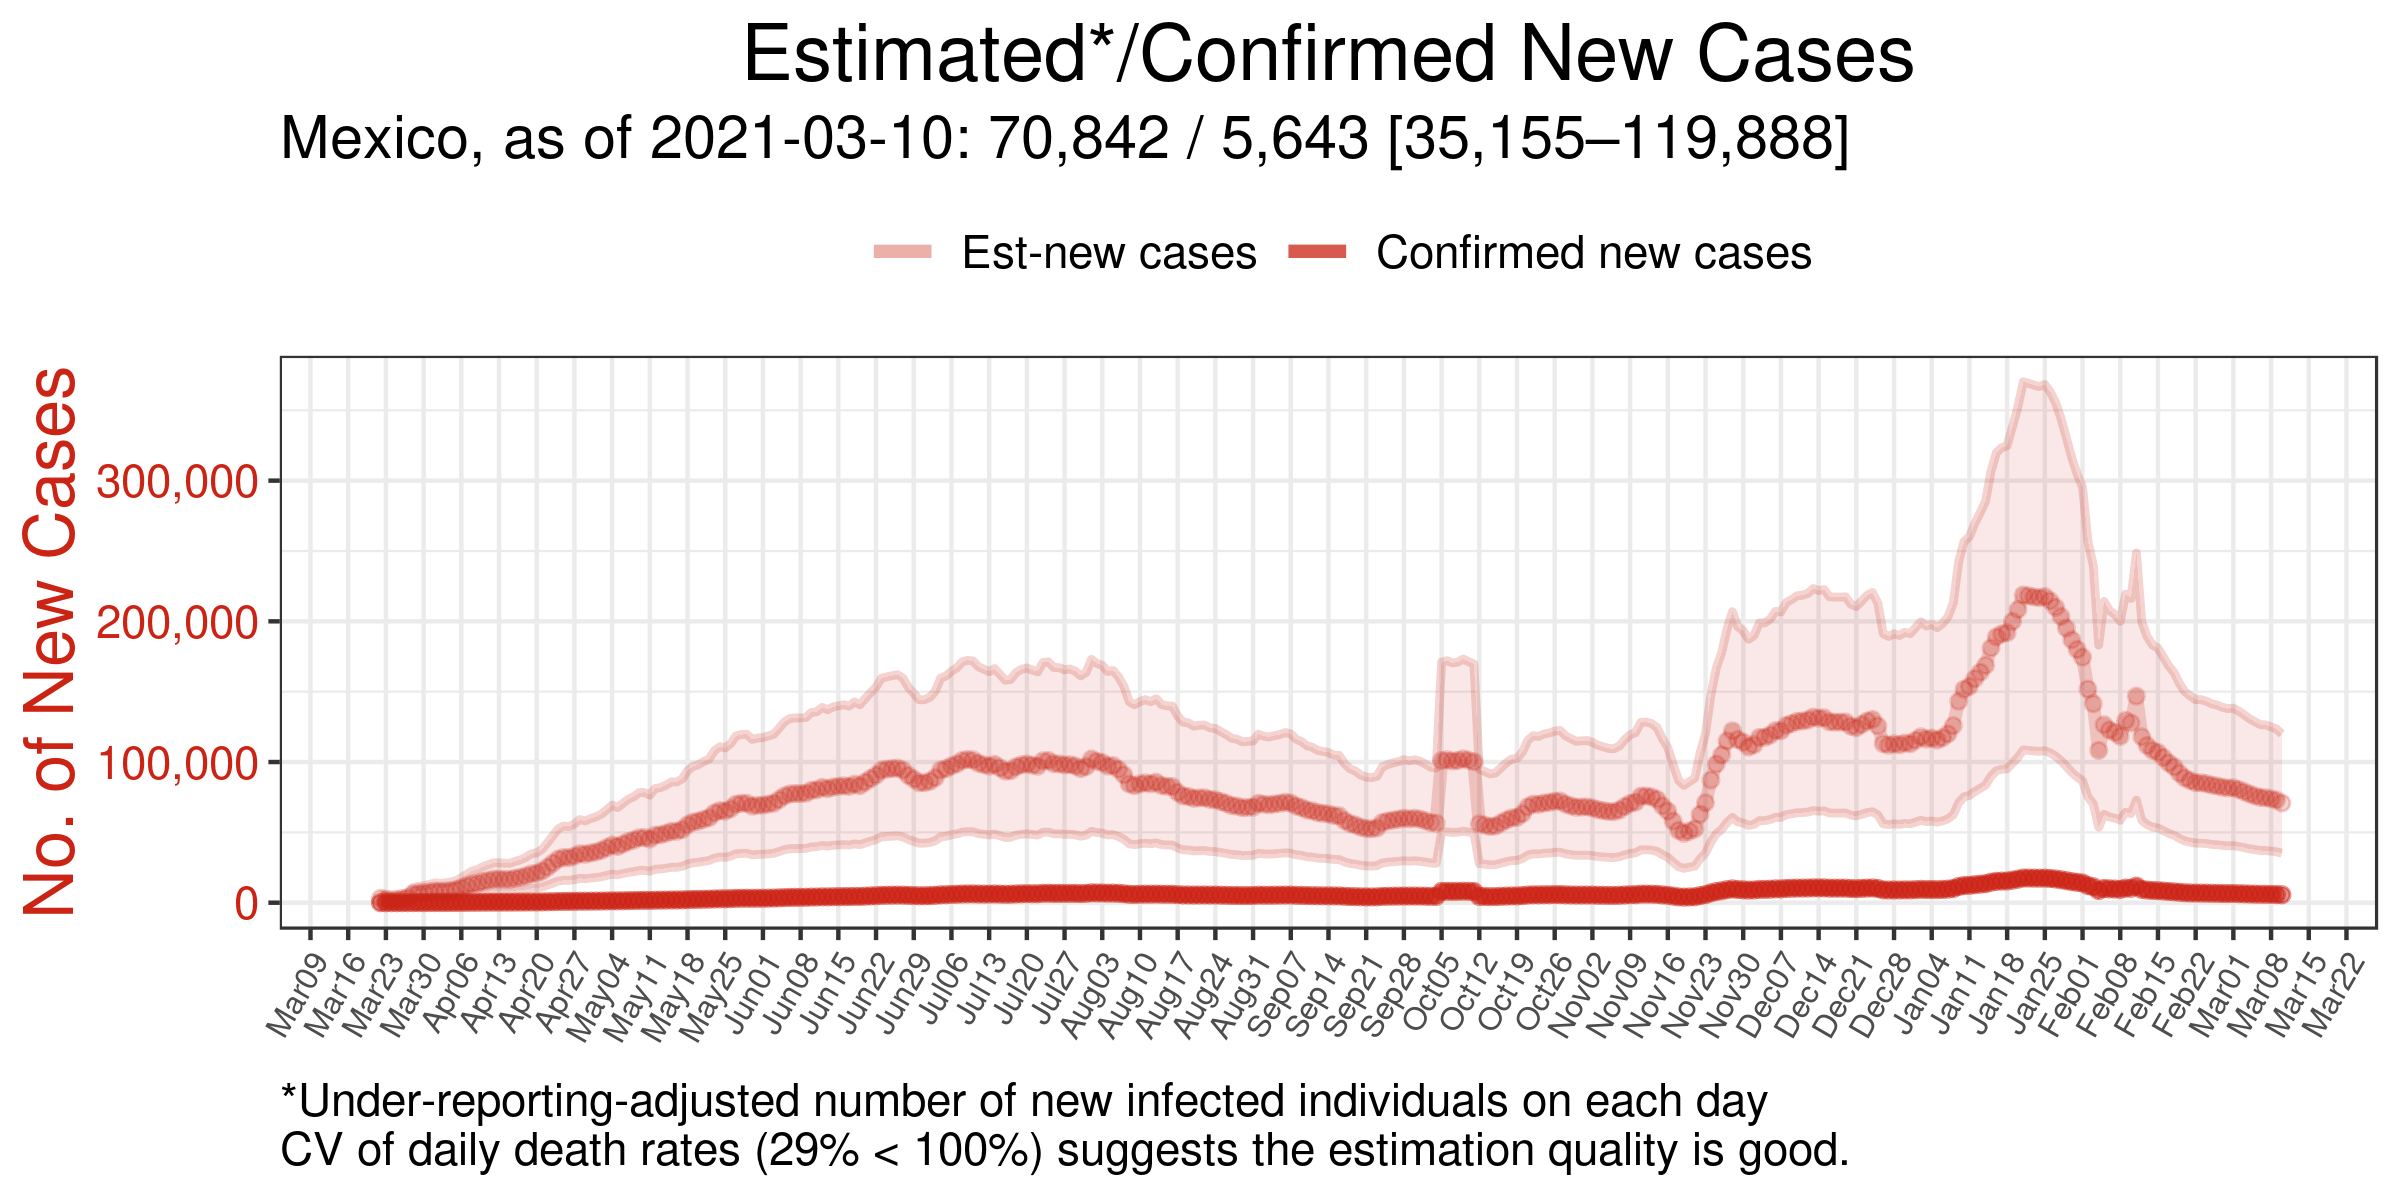 Estimated*/Confirmed New Cases
Mexico, as of 2021-03-10: 70,842 / 5,643 [35,155–119,888]
Est-new cases Confirmed new cases
No. of New Cases
300,000
200,000
100,000
0
Mar09 Mar16 Mar23 Mar30 Apr06 Apr13 Apr20 Apr27 May04 May11 May18 May25 Jun01 Jun08 Jun15 Jun22 Jun29 Jul06 Jul13 Jul20 Jul27 Aug03 Aug10 Aug17 Aug24 Aug31 Sep07 Sep14 Sep21 Sep28 Oct05 Oct12 Oct19 Oct26 Nov02 Nov09 Nov16 Nov23 Nov30 Dec07 Dec14 Dec21 Dec28 Jan04 Jan11 Jan18 Jan25 Feb01 Feb08 Feb15 Feb22 Mar01 Mar08 Mar15 Mar22
*Under-reporting-adjusted number of new infected individuals on each day
CV of daily death rates (29% < 100%) suggests the estimation quality is good.